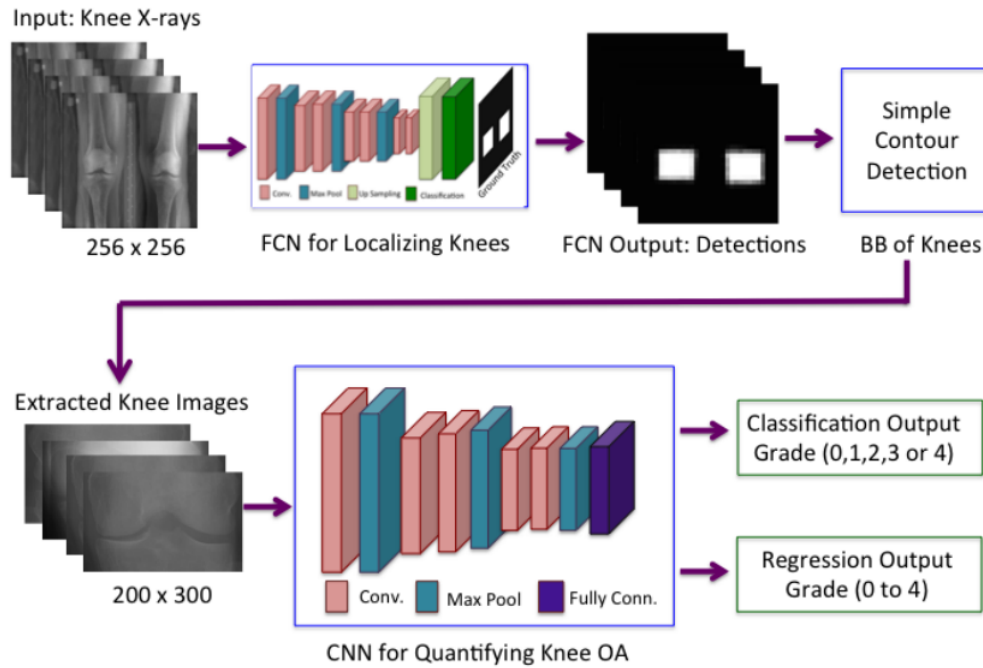 Input: Knee X-rays
256 x 256
Conv.
Max Pool
Up Sampling
Classification
Ground Truth
FCN for Localizing Knees
FCN Output: Detections
Simple
Contour
Detection
BB of Knees
Extracted Knee Images
200 x 300
Conv.
Max Pool
Fully Conn.
CNN for Quantifying Knee OA
Classification Output
Grade (0,1,2,3 or 4)
Regression Output
Grade (0 to 4)